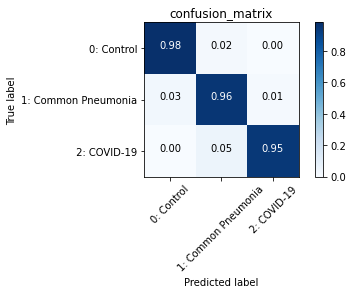 confusion_matrix
True label
0: Control
1: Common Pneumonia
2: COVID-19
0.98 0.02 0.00
0.03 0.96 0.01
0.00 0.05 0.95
0: Control
1: Common Pneumonia
2: COVID-19
Predicted label
0.8
0.6
0.4
0.2
0.0